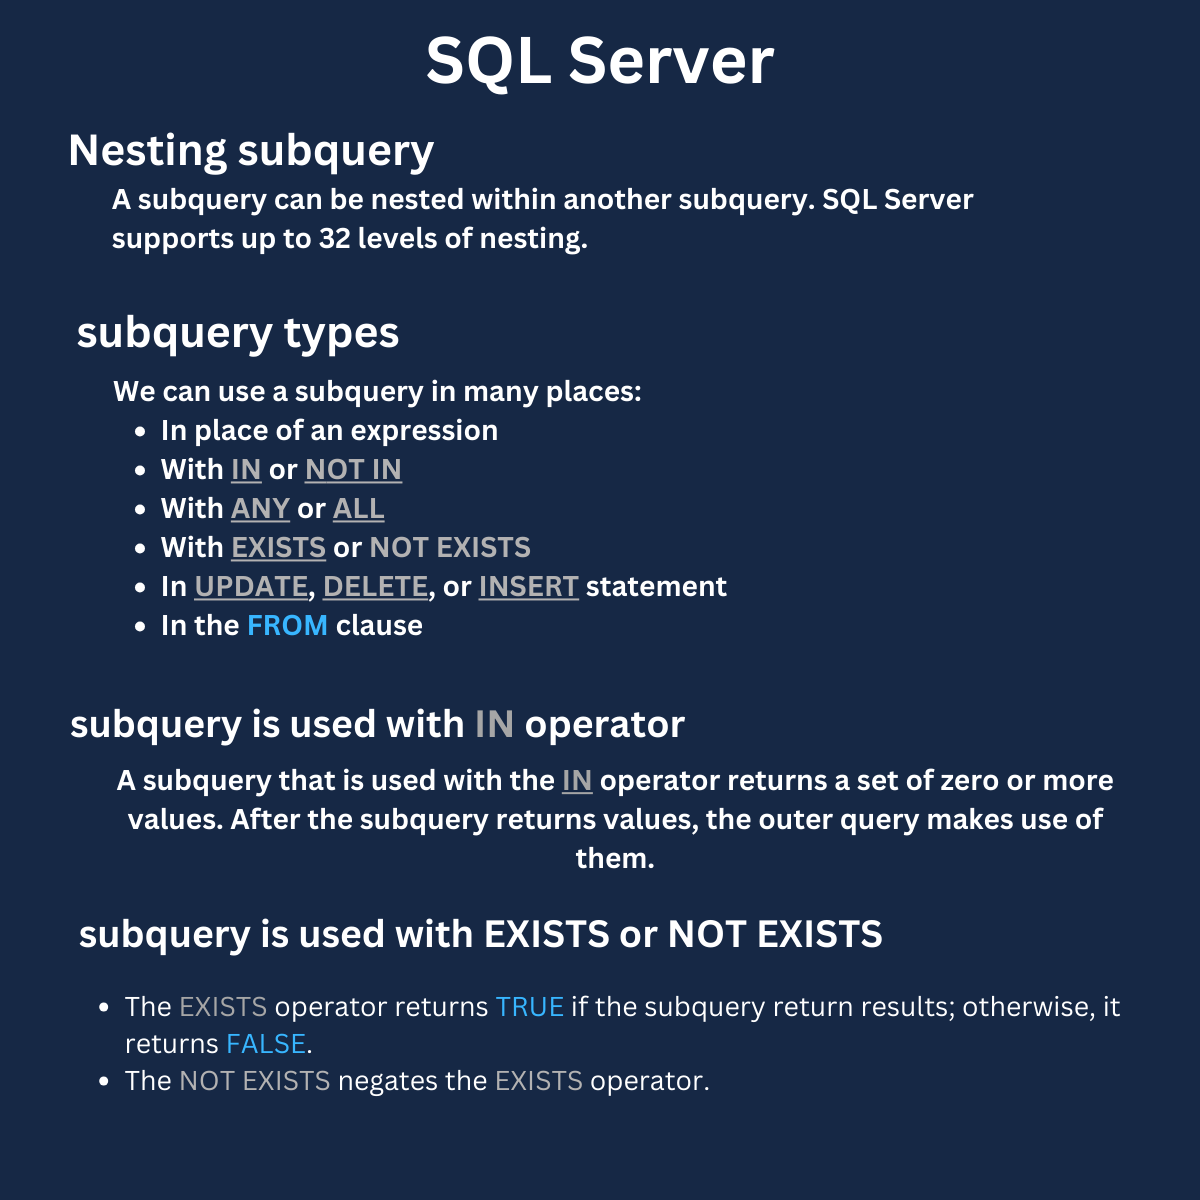 SQL Server
Nesting subquery
A subquery can be nested within another subquery. SQL Server
supports up to 32 levels of nesting.
subquery types
We can use a subquery in many places:
• In place of an expression
• With IN or NOT IN
• With ANY or ALL
• With EXISTS or NOT EXISTS
• In UPDATE, DELETE, or INSERT statement
• In the FROM clause
subquery is used with IN operator
A subquery that is used with the IN operator returns a set of zero or more
values. After the subquery returns values, the outer query makes use of
them.
subquery is used with EXISTS or NOT EXISTS
• The EXISTS operator returns TRUE if the subquery return results; otherwise, it
returns FALSE.
• The NOT EXISTS negates the EXISTS operator.